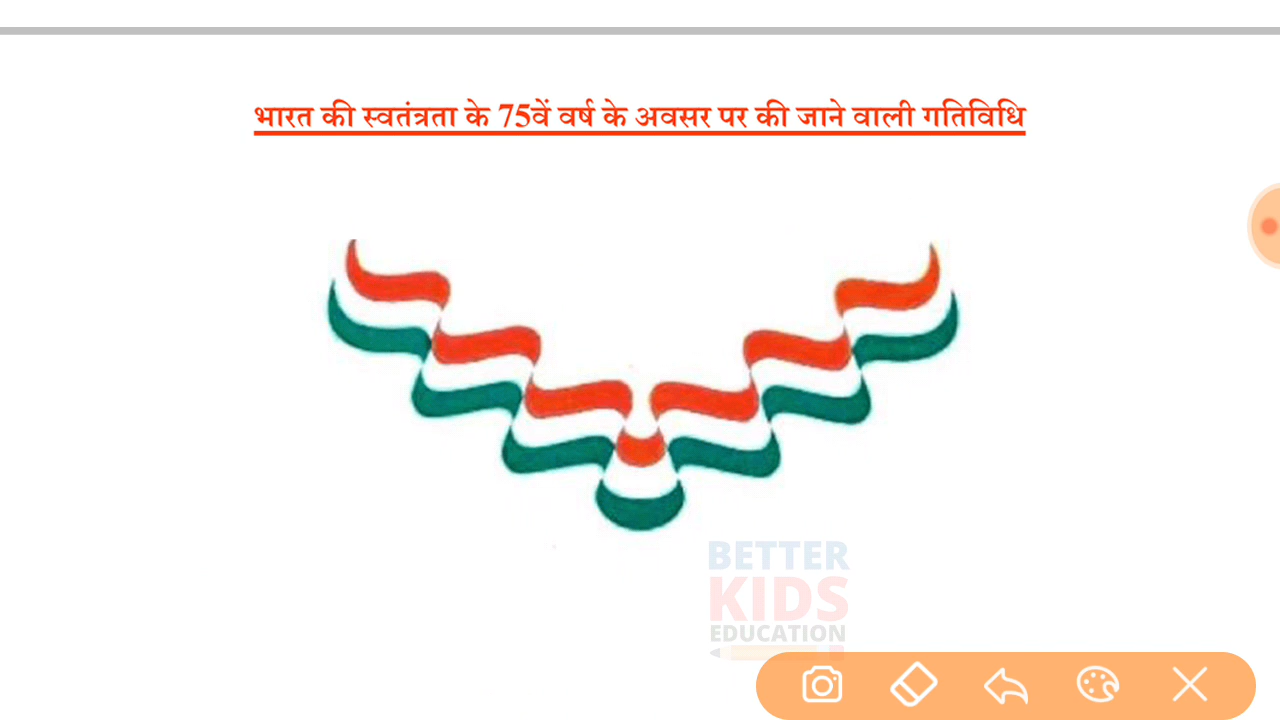 भारत की स्वतंत्रता के 75वें वर्ष के अवसर पर की जाने वाली गतिविधि
BETTER
KIDS
EDUCATION